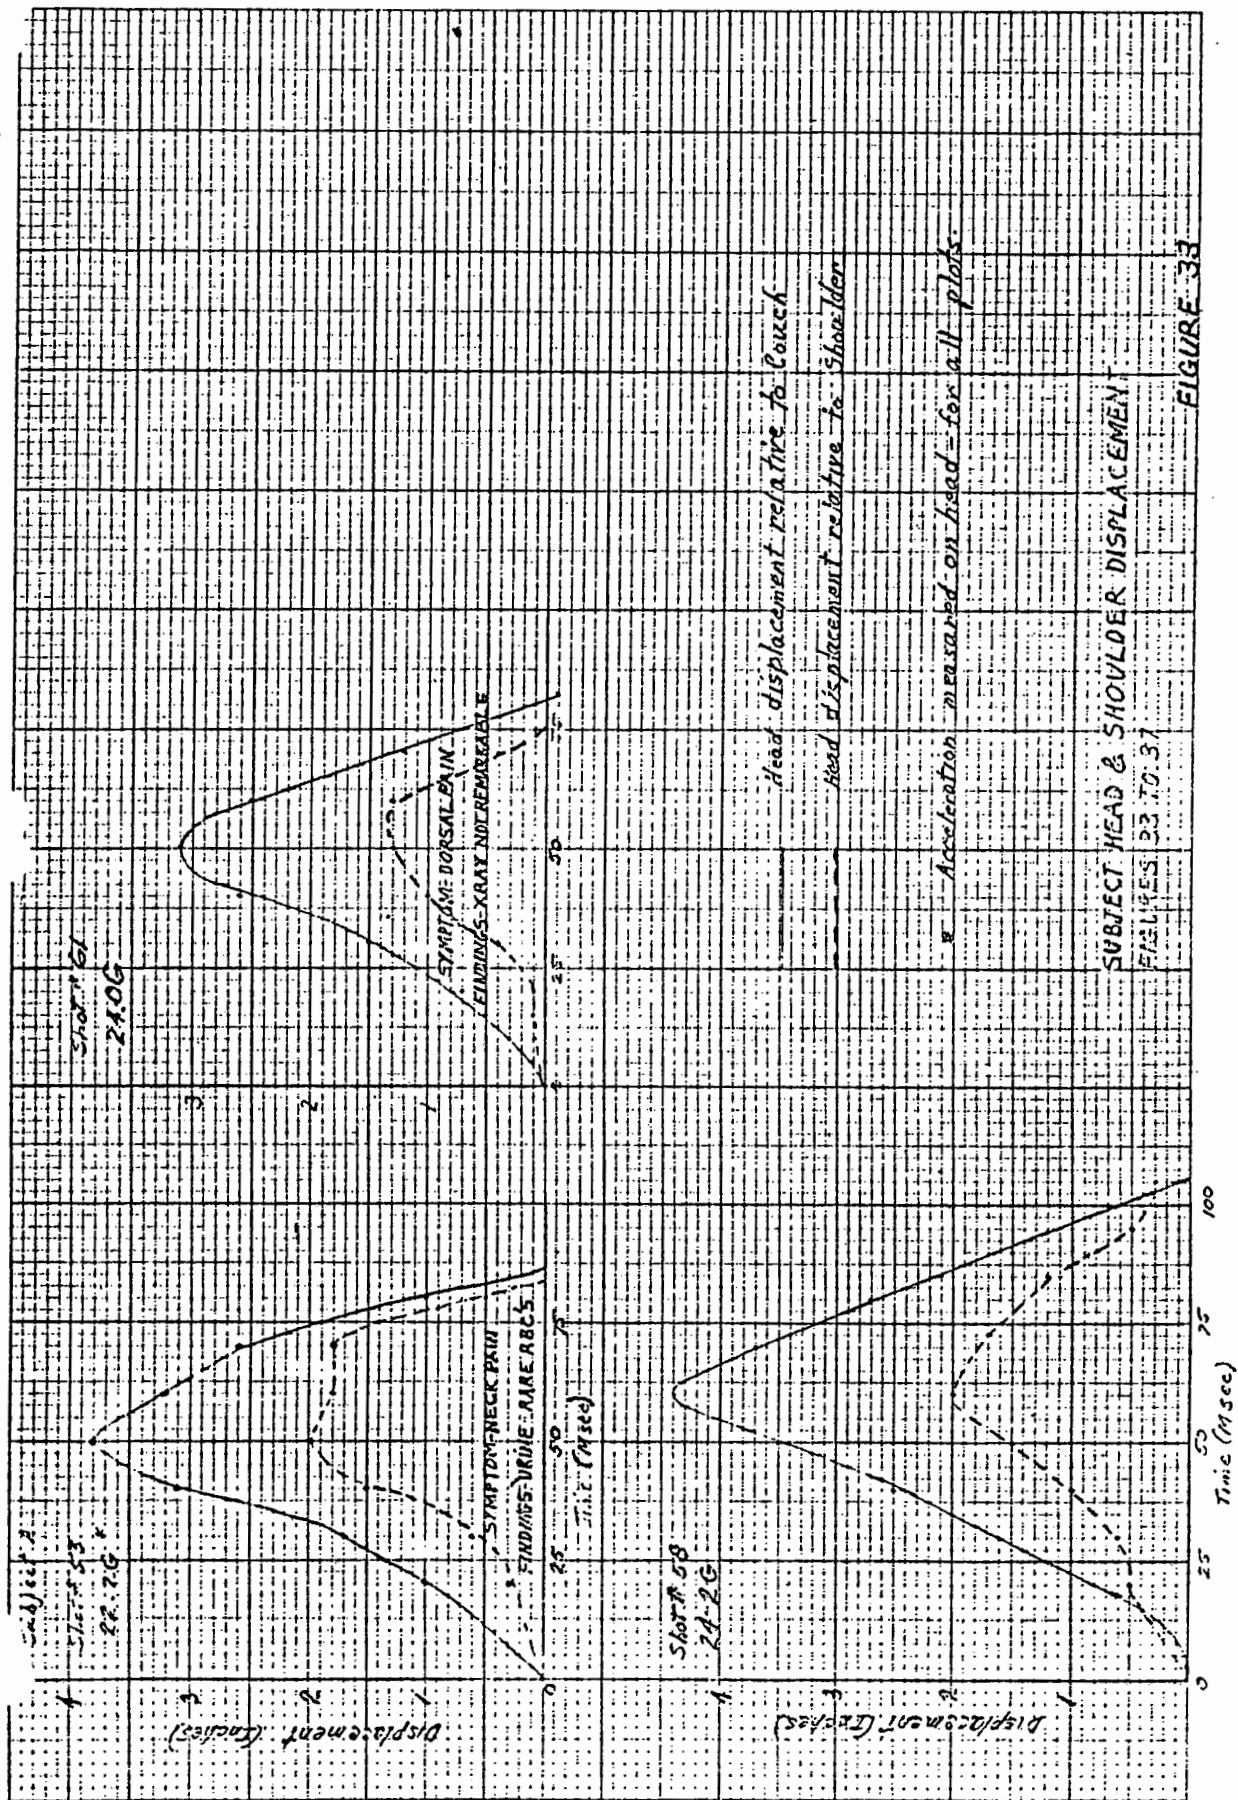 Shot # 53
22.7G *
4
3
2
1
0
Displacement (Inches)
SYMPTOM-NECK PAIN
FINDINGS-URINE-RARE RBC'S
25
50
75
Time (Msec)
Shot # 61
24.0G
3
2
1
0
SYMPTOM-DORSAL PAIN
FINDINGS-XRAY NOT REMARKABLE
25
50
75
Shot # 58
24.2G
4
3
2
1
0
Displacement (Inches)
25
50
75
100
Time (Msec)
Head displacement relative to Couch
Head displacement relative to Shoulder
* Acceleration measured on head - for all plots.
SUBJECT HEAD & SHOULDER DISPLACEMENT
FIGURES 33 TO 37
FIGURE 33